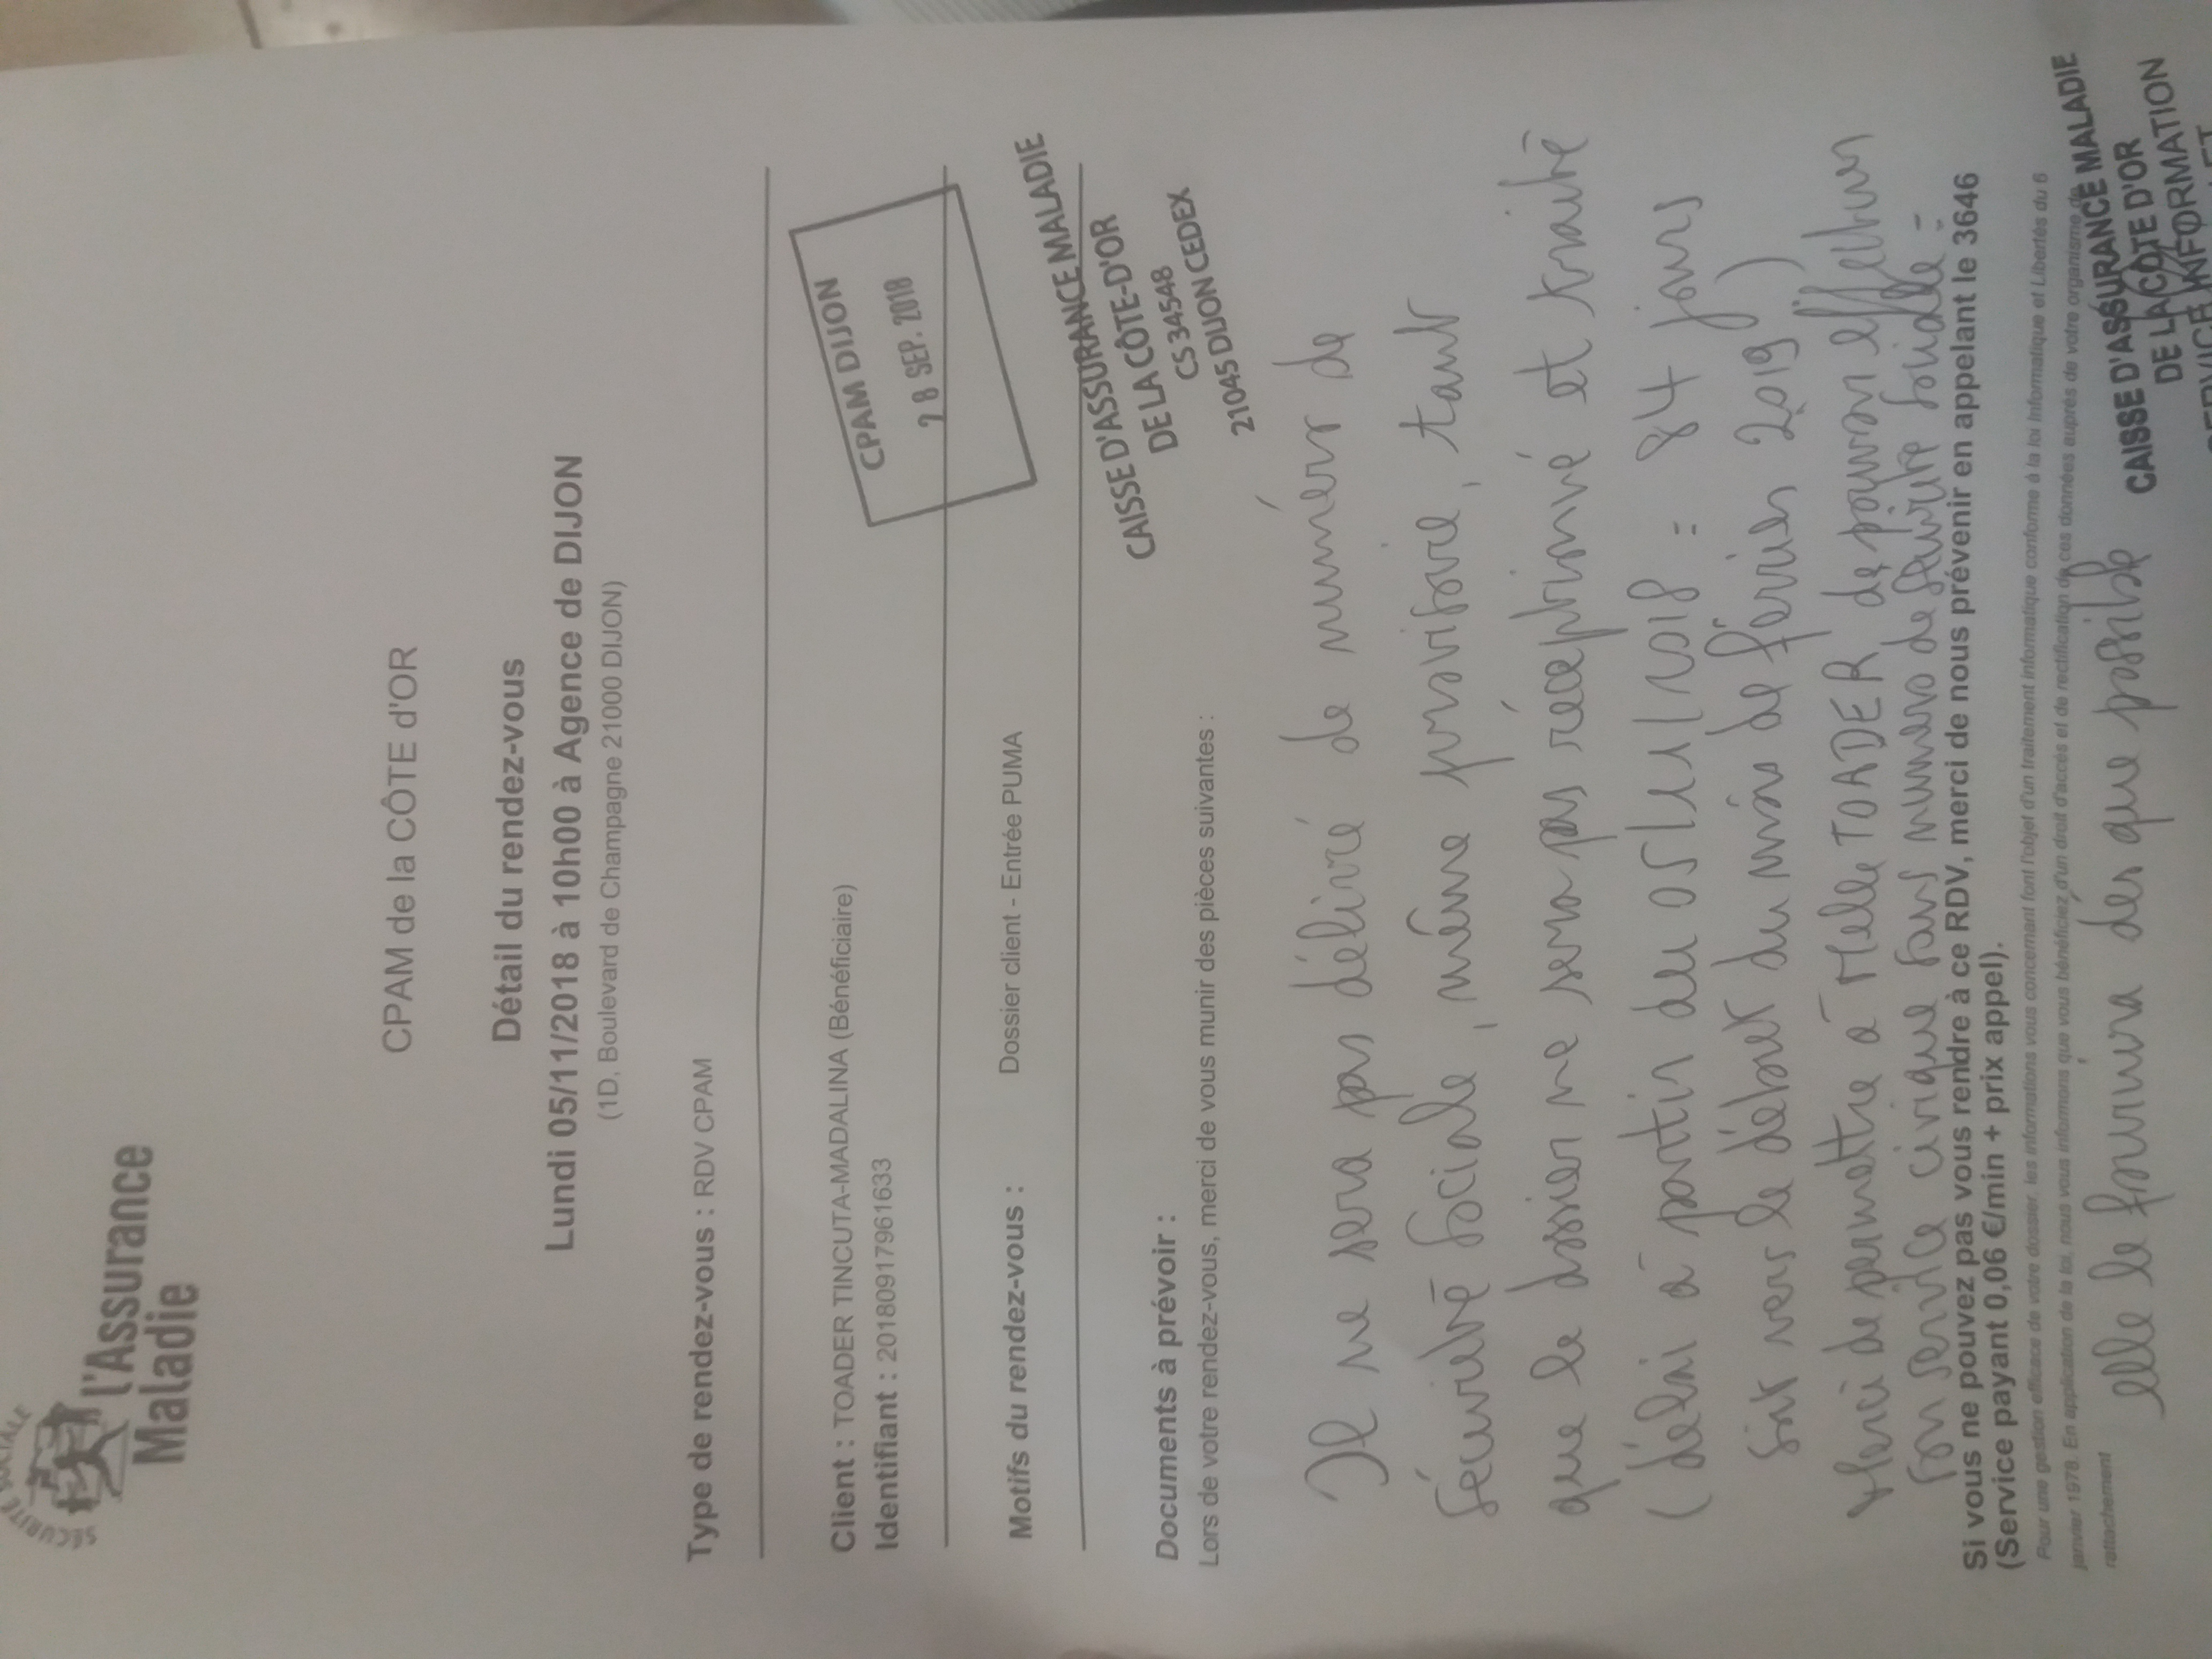 SÉCURITÉ SOCIALE
l'Assurance
Maladie
CPAM de la CÔTE d'OR
Détail du rendez-vous
Lundi 05/11/2018 à 10h00 à Agence de DIJON
(1D, Boulevard de Champagne 21000 DIJON)
Type de rendez-vous : RDV CPAM
Client : TOADER TINCUTA-MADALINA (Bénéficiaire)
Identifiant : 20180917961633
CPAM DIJON
28 SEP. 2018
Motifs du rendez-vous : Dossier client - Entrée PUMA
CAISSE D'ASSURANCE MALADIE
DE LA CÔTE-D'OR
CS 34548
21045 DIJON CEDEX
Documents à prévoir :
Lors de votre rendez-vous, merci de vous munir des pièces suivantes :
Il ne sera pas délivré de numéro de
Sécurité Sociale, même provisoire, tant
que le dossier ne sera pas réceptionné et traité
(délai à partir du 05/11/2018 = 84 jours
soit vers le début du mois de février 2019.)
Merci de permettre à Melle TOADER, de pouvoir effectuer
son service civique sans numéro de Sécurité Sociale =
Si vous ne pouvez pas vous rendre à ce RDV, merci de nous prévenir en appelant le 3646
(Service payant 0,06 €/min + prix appel).
Pour une gestion efficace de votre dossier, les informations vous concernant font l'objet d'un traitement informatique conforme à la loi Informatique et Libertés du 6
janvier 1978. En application de la loi, nous vous informons que vous bénéficiez d'un droit d'accés et de rectification de ces données auprés de votre organisme de
rattachement
elle le fournira dès que possible
CAISSE D'ASSURANCE MALADIE
DE LA CÔTE D'OR
SERVICE INFORMATION
ET